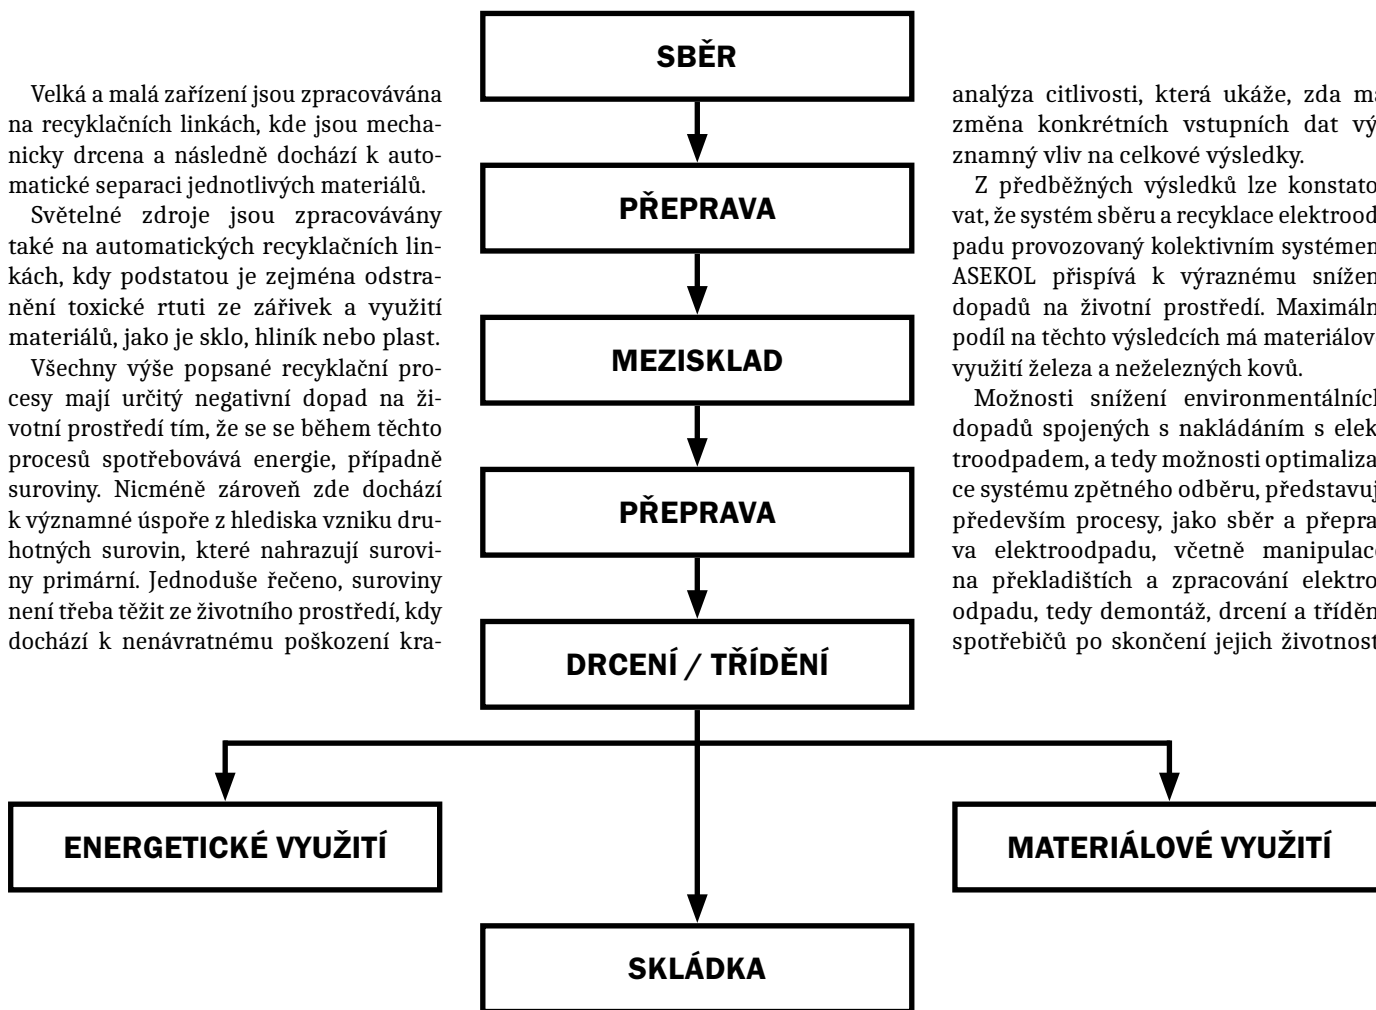 Velká a malá zařízení jsou zpracovávána
na recyklačních linkách, kde jsou mecha-
nicky drcena a následně dochází k auto-
matické separaci jednotlivých materiálů.
Světelné zdroje jsou zpracovávány
také na automatických recyklačních lin-
kách, kdy podstatou je zejména odstra-
nění toxické rtuti ze zářivek a využití
materiálů, jako je sklo, hliník nebo plast.
Všechny výše popsané recyklační pro-
cesy mají určitý negativní dopad na ži-
votní prostředí tím, že se se během těchto
procesů spotřebovává energie, případně
suroviny. Nicméně zároveň zde dochází
k významné úspoře z hlediska vzniku dru-
hotných surovin, které nahrazují surovi-
ny primární. Jednoduše řečeno, suroviny
není třeba těžit ze životního prostředí, kdy
dochází k nenávratnému poškození kra-
SBĚR
PŘEPRAVA
MEZISKLAD
PŘEPRAVA
DRCENÍ / TŘÍDĚNÍ
ENERGETICKÉ VYUŽITÍ
MATERIÁLOVÉ VYUŽITÍ
SKLÁDKA
analýza citlivosti, která ukáže, zda má
změna konkrétních vstupních dat vý-
znamný vliv na celkové výsledky.
Z předběžných výsledků lze konstato-
vat, že systém sběru a recyklace elektrood-
padu provozovaný kolektivním systémem
ASEKOL přispívá k výraznému snížení
dopadů na životní prostředí. Maximální
podíl na těchto výsledcích má materiálové
využití železa a neželezných kovů.
Možnosti snížení environmentálních
dopadů spojených s nakládáním s elek-
troodpadem, a tedy možnosti optimaliza-
ce systému zpětného odběru, představují
především procesy, jako sběr a přepra-
va elektroodpadu, včetně manipulace
na překladištích a zpracování elektro-
odpadu, tedy demontáž, drcení a třídění
spotřebičů po skončení jejich životnosti